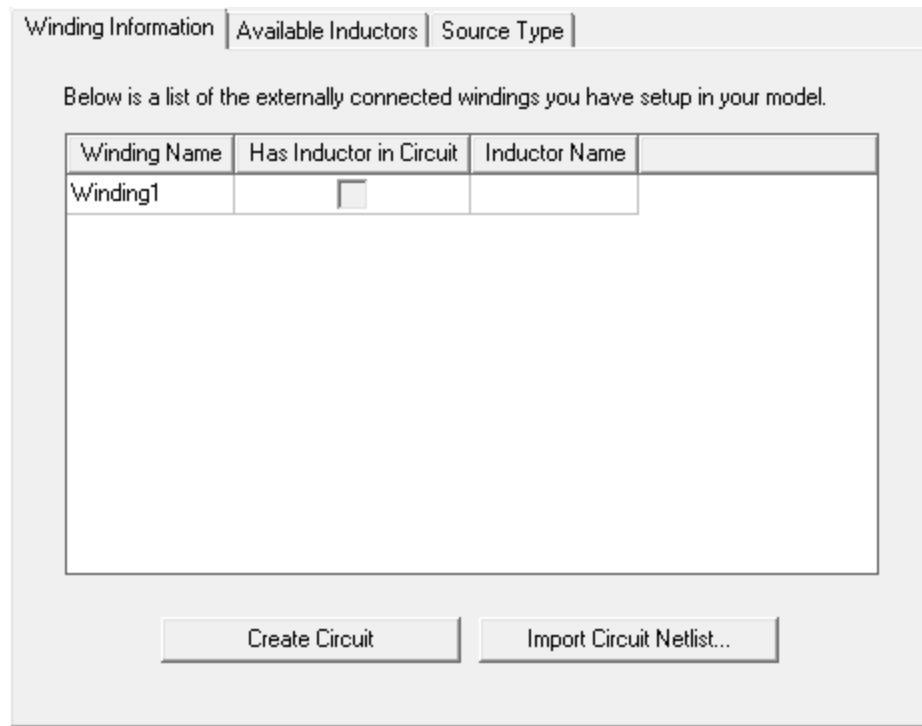 Winding Information Available Inductors Source Type
Below is a list of the externally connected windings you have setup in your model.
Winding Name Has Inductor in Circuit Inductor Name
Winding1
Create Circuit Import Circuit Netlist...